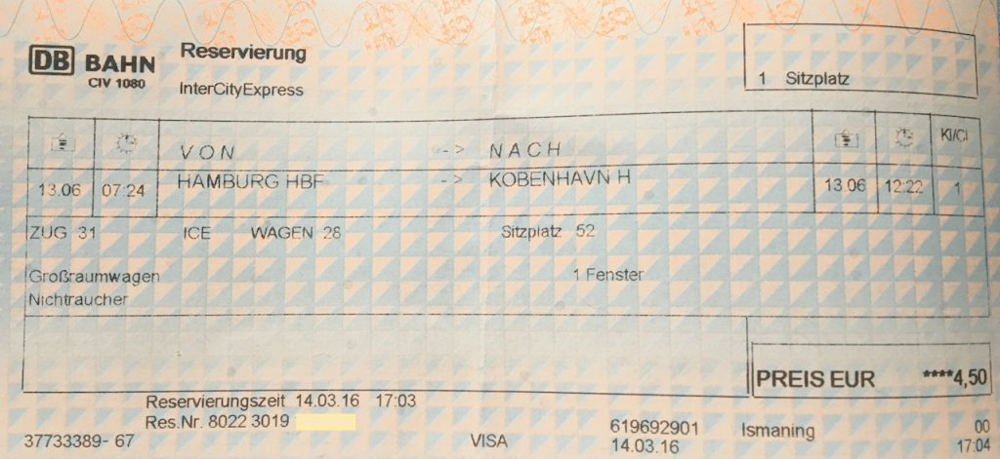 DB BAHN Reservierung
CIV 1080
InterCityExpress
1 Sitzplatz
VON -> NACH Kl/Cl
13.06 07:24 HAMBURG HBF -> KOBENHAVN H 13.06 12:22 1
ZUG 31 ICE WAGEN 28 Sitzplatz 52
Großraumwagen 1 Fenster
Nichtraucher
PREIS EUR ****4,50
Reservierungszeit 14.03.16 17:03
Res.Nr. 8022 3019
37733389- 67 VISA 619692901 Ismaning 00
14.03.16 17:04